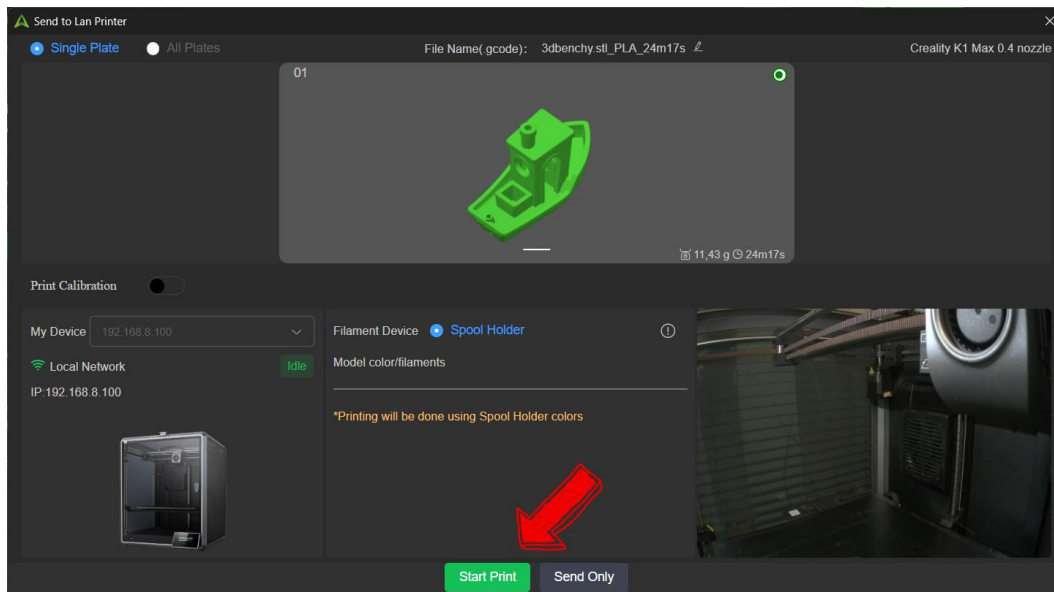 Send to Lan Printer
Single Plate
All Plates
File Name(.gcode): 3dbenchy.stl_PLA_24m17s
Creality K1 Max 0.4 nozzle
01
11,43 g 24m17s
Print Calibration
My Device 192.168.8.100
Local Network
Idle
IP:192.168.8.100
Filament Device Spool Holder
Model color/filaments
*Printing will be done using Spool Holder colors
Start Print
Send Only